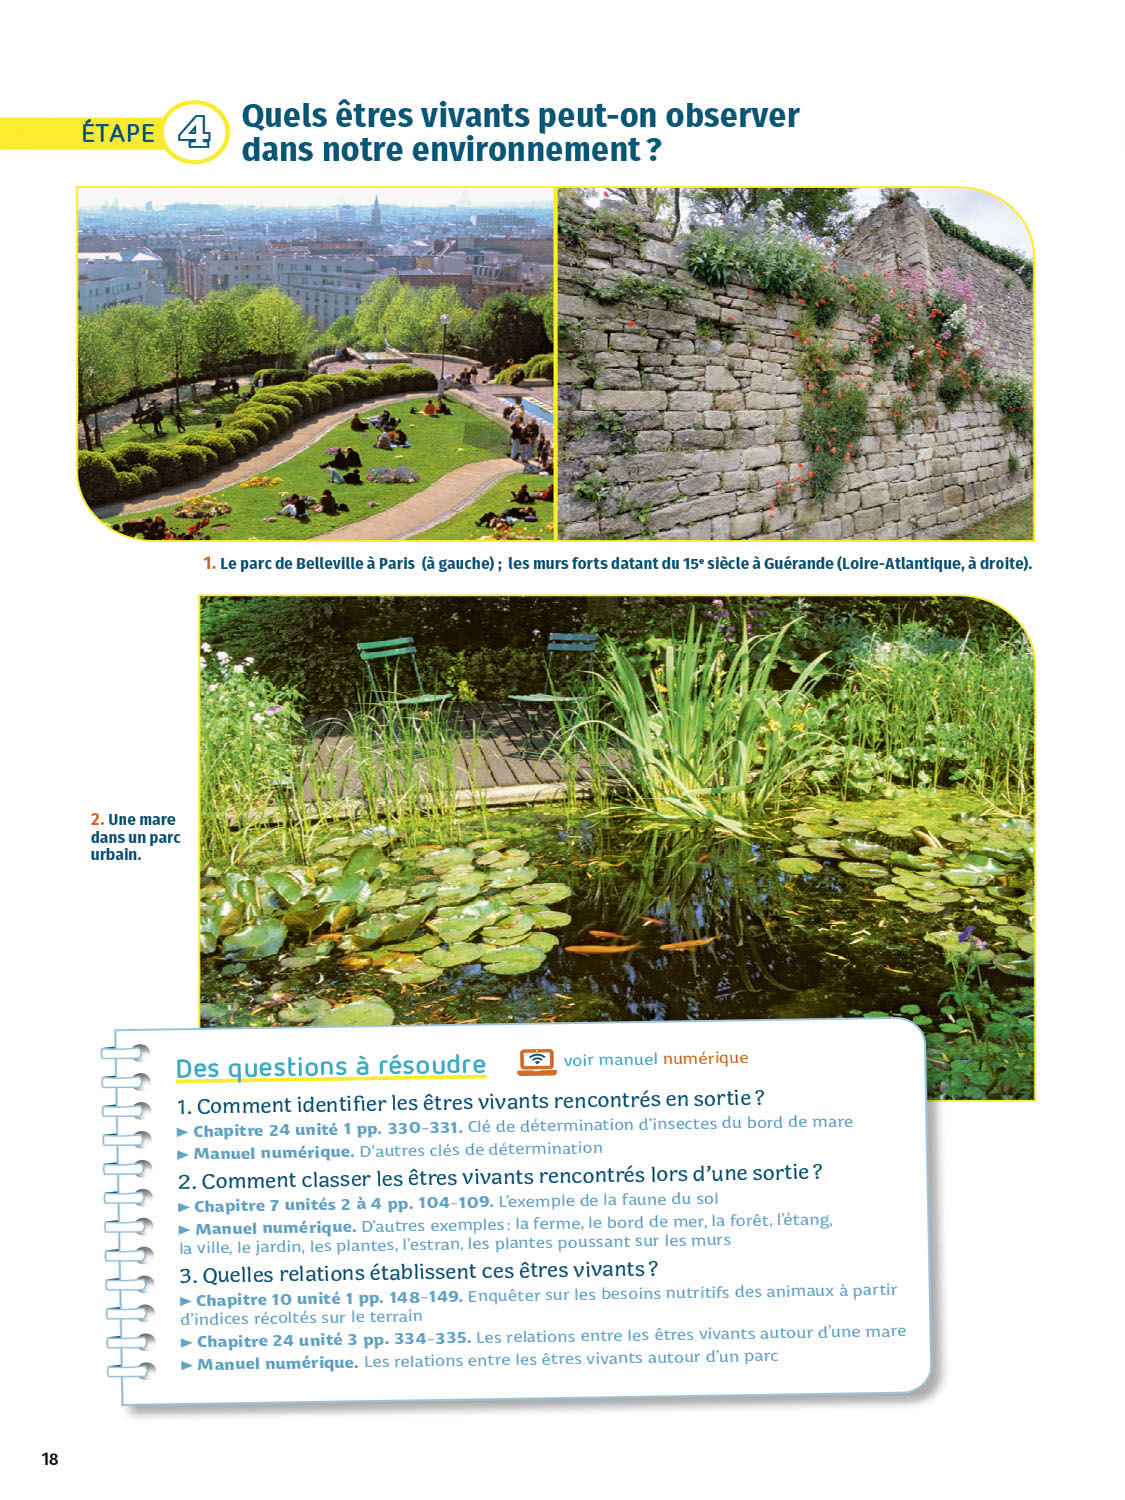 ÉTAPE 4
Quels êtres vivants peut-on observer
dans notre environnement ?
1. Le parc de Belleville à Paris (à gauche) ; les murs forts datant du 15e siècle à Guérande (Loire-Atlantique, à droite).
2. Une mare
dans un parc
urbain.
Des questions à résoudre
voir manuel numérique
1. Comment identifier les êtres vivants rencontrés en sortie ?
► Chapitre 24 unité 1 pp. 330-331. Clé de détermination d'insectes du bord de mare
► Manuel numérique. D'autres clés de détermination
2. Comment classer les êtres vivants rencontrés lors d'une sortie ?
► Chapitre 7 unités 2 à 4 pp. 104-109. L'exemple de la faune du sol
► Manuel numérique. D'autres exemples : la ferme, le bord de mer, la forêt, l'étang,
la ville, le jardin, les plantes, l'estran, les plantes poussant sur les murs
3. Quelles relations établissent ces êtres vivants ?
► Chapitre 10 unité 1 pp. 148-149. Enquêter sur les besoins nutritifs des animaux à partir
d'indices récoltés sur le terrain
► Chapitre 24 unité 3 pp. 334-335. Les relations entre les êtres vivants autour d'une mare
► Manuel numérique. Les relations entre les êtres vivants autour d'un parc
18